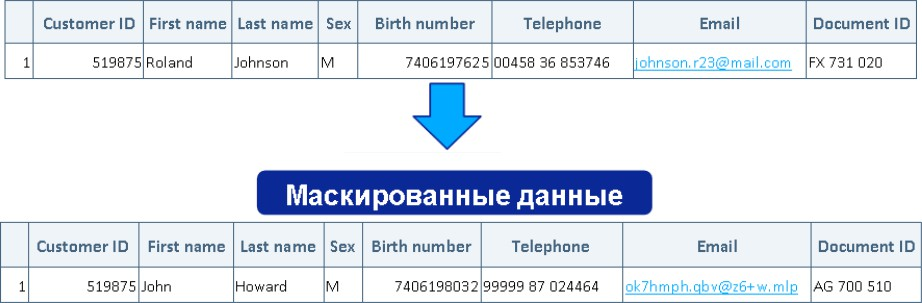 Customer ID First name Last name Sex Birth number Telephone Email Document ID
1 519875 Roland Johnson M 7406197625 00458 36 853746 johnson.r23@mail.com FX 731 020
Маскированные данные
Customer ID First name Last name Sex Birth number Telephone Email Document ID
1 519875 John Howard M 7406198032 99999 87 024464 ok7hmph.qbv@z6+w.mlp AG 700 510